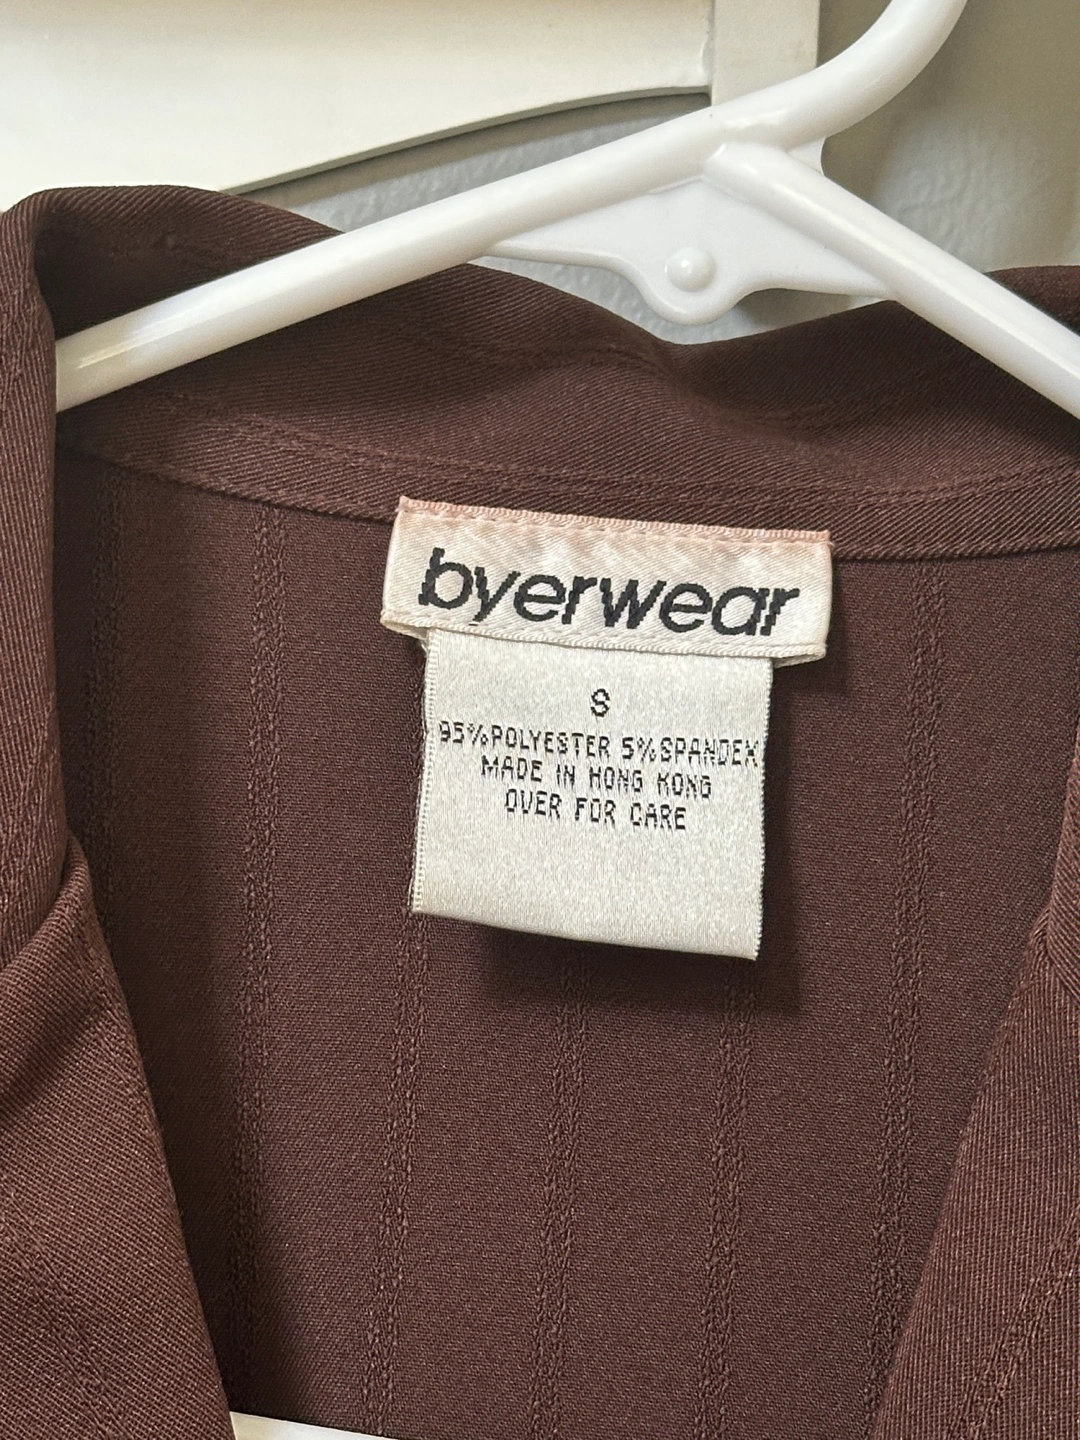 byerwear
S
95%POLYESTER 5%SPANDEX
MADE IN HONG KONG
OVER FOR CARE